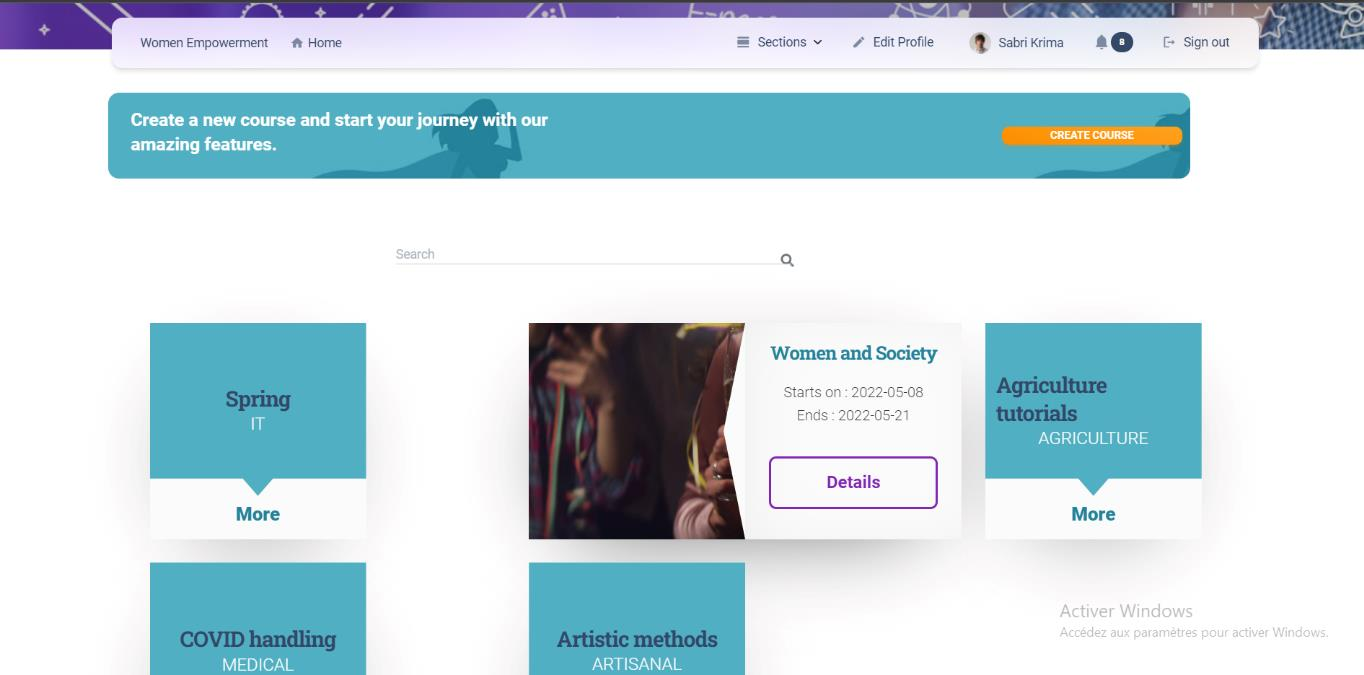 Women Empowerment
Home
Sections
Edit Profile
Sabri Krima
8
Sign out
Create a new course and start your journey with our
amazing features.
CREATE COURSE
Search
Spring
IT
More
Women and Society
Starts on : 2022-05-08
Ends : 2022-05-21
Details
Agriculture
tutorials
AGRICULTURE
More
COVID handling
MEDICAL
Artistic methods
ARTISANAL
Activer Windows
Accédez aux paramètres pour activer Windows.